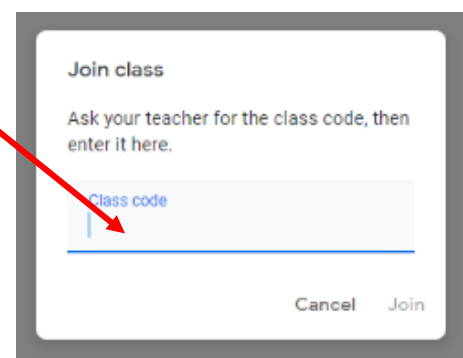 Join class
Ask your teacher for the class code, then
enter it here.
Class code
Cancel Join